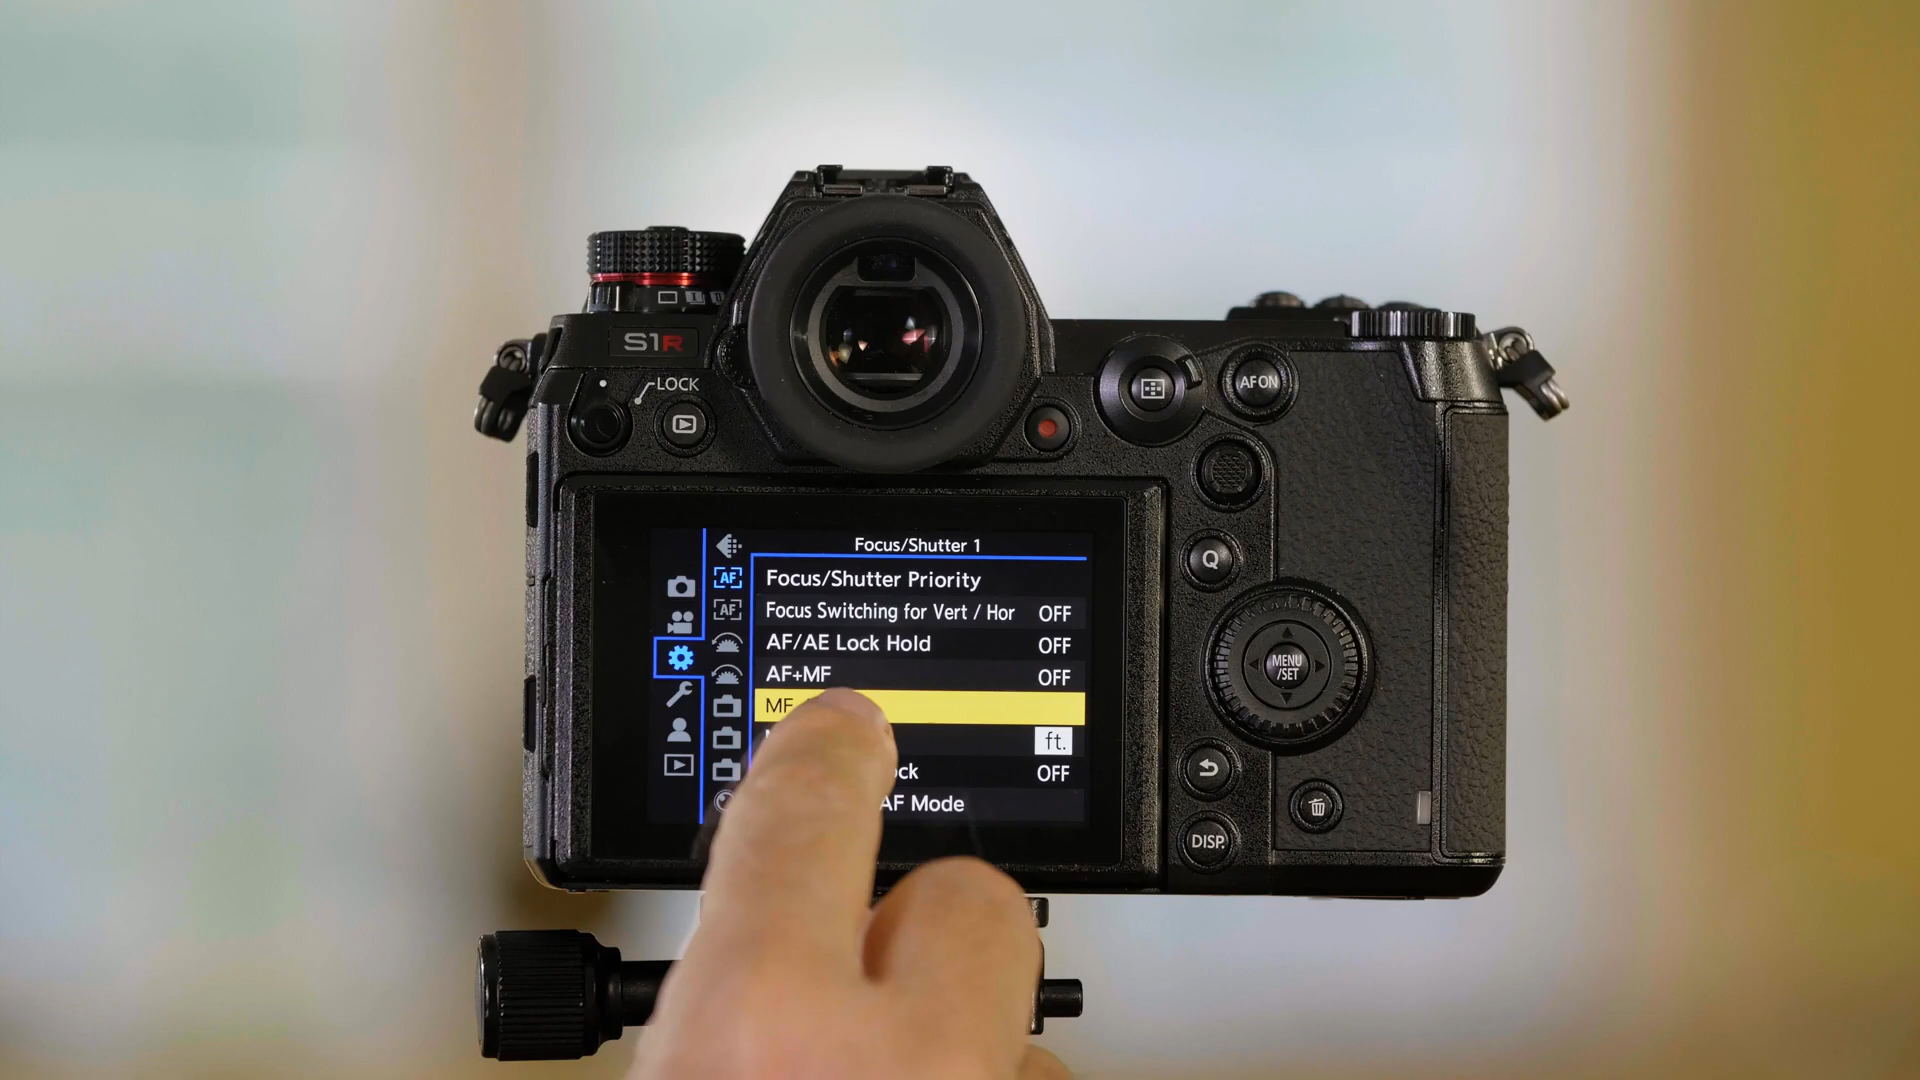 S1R
LOCK
AF ON
Focus/Shutter 1
AF
Focus/Shutter Priority
AF
Focus Switching for Vert / Hor OFF
AF/AE Lock Hold OFF
AF+MF OFF
MF
ft.
OFF
AF Mode
Q
MENU
/SET
DISP.